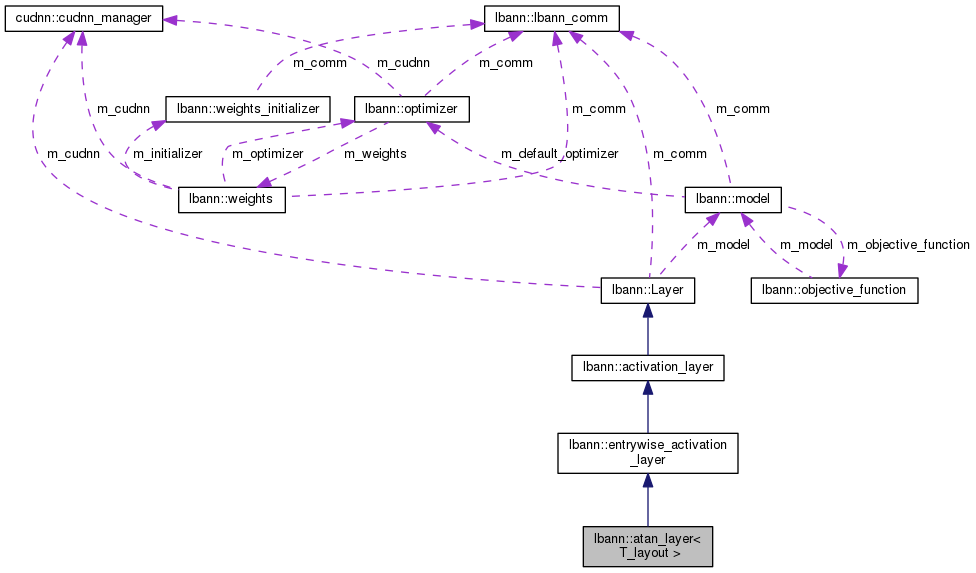 cudnn::cudnn_manager
lbann::lbann_comm
m_comm
m_cudnn
m_comm
lbann::weights_initializer
lbann::optimizer
m_cudnn
m_comm
m_comm
m_cudnn
m_initializer
m_optimizer
m_weights
m_default_optimizer
m_comm
lbann::weights
lbann::model
m_model
m_model
m_objective_function
lbann::Layer
lbann::objective_function
lbann::activation_layer
lbann::entrywise_activation
_layer
lbann::atan_layer<
T_layout >